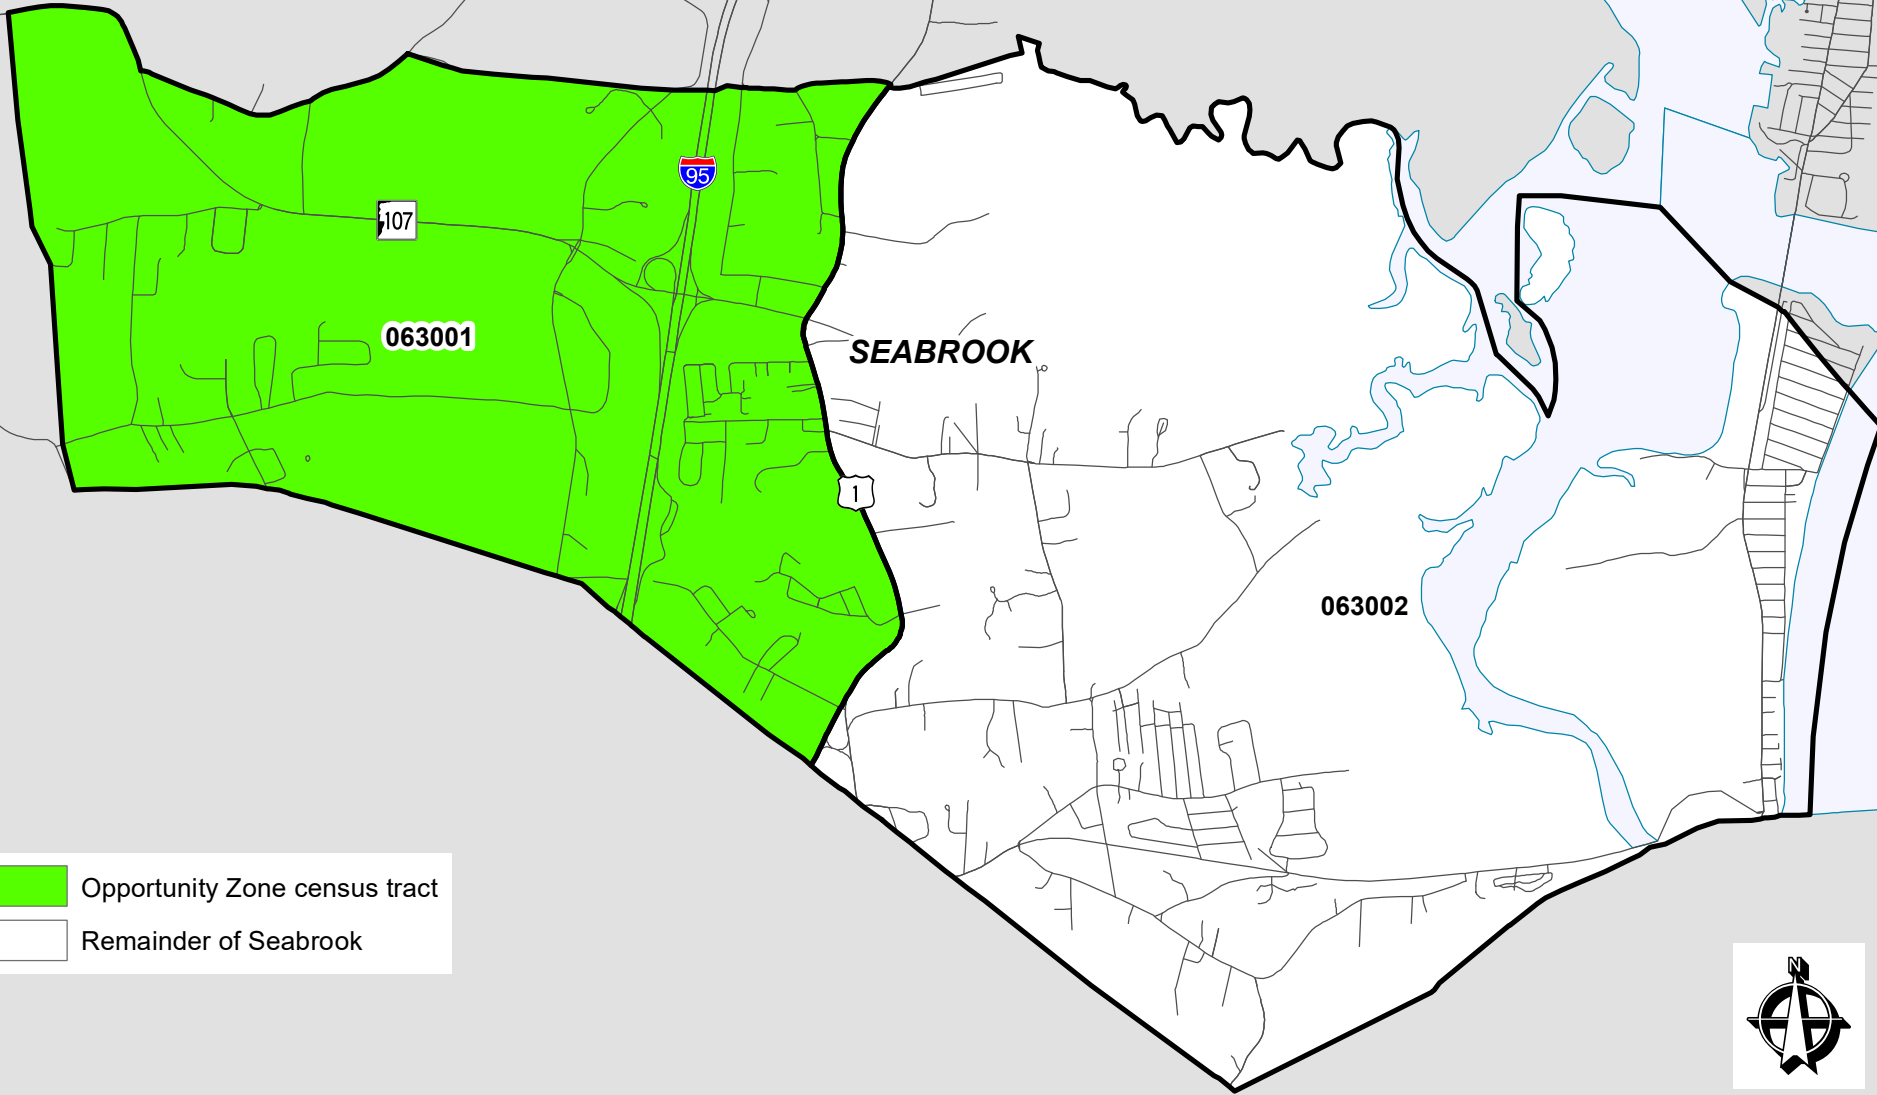 95
107
063001
SEABROOK
1
063002
Opportunity Zone census tract
Remainder of Seabrook
N